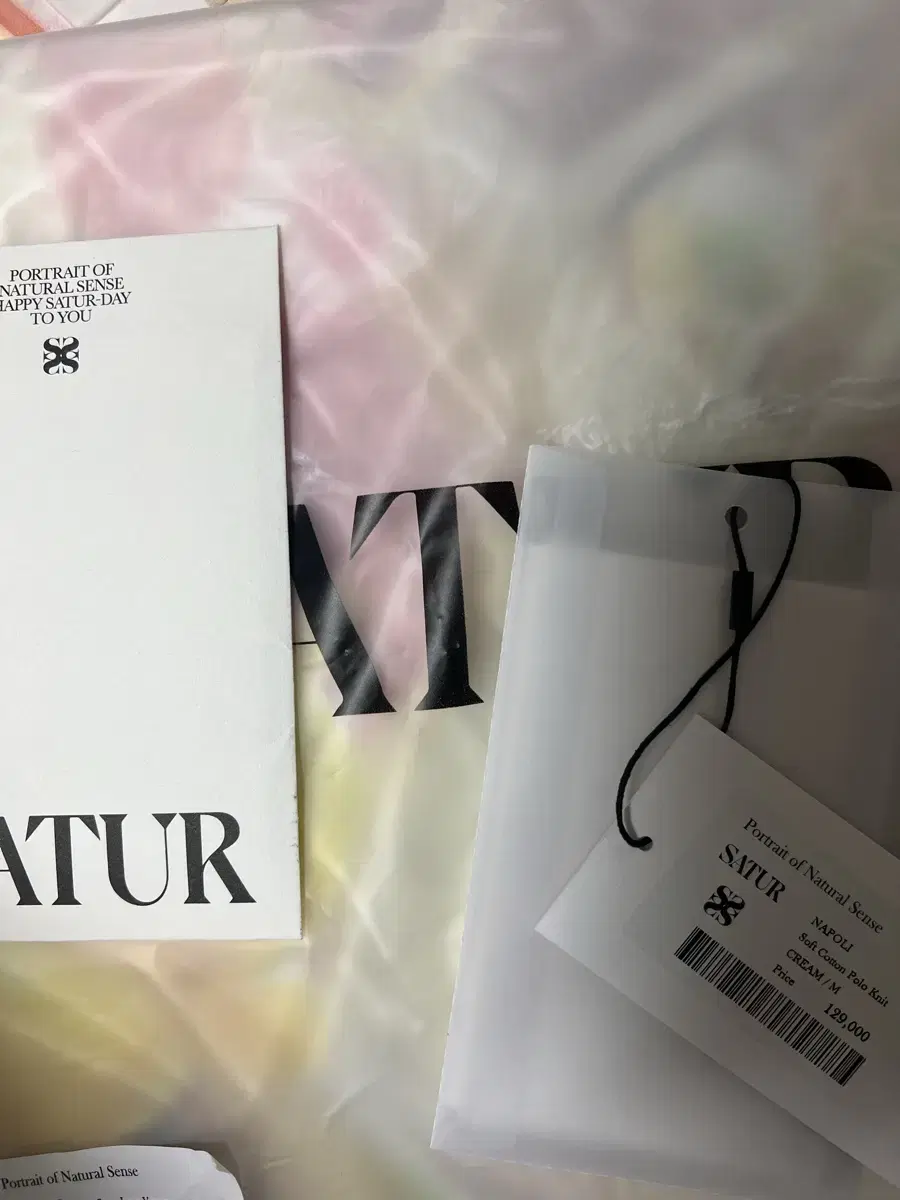 PORTRAIT OF
NATURAL SENSE
HAPPY SATUR-DAY
TO YOU
ATUR
AT
Portrait of Natural Sense
SATUR
NAPOLI
Soft Cotton Polo Knit
CREAM / M
Price
129,000
Portrait of Natural Sense